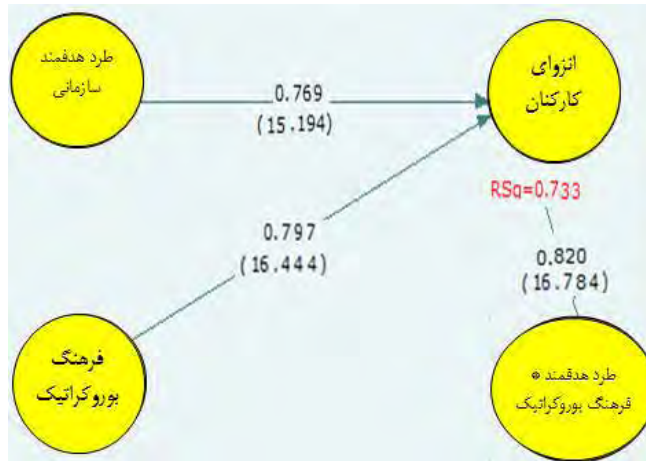 طرد هدفمند
سازمانی
انزوای
کارکنان
0.769
(15.194)
RSq=0.733
0.797
(16.444)
0.820
(16.784)
فرهنگ
بوروکراتیک
طرد هدفمند *
فرهنگ بوروکراتیک